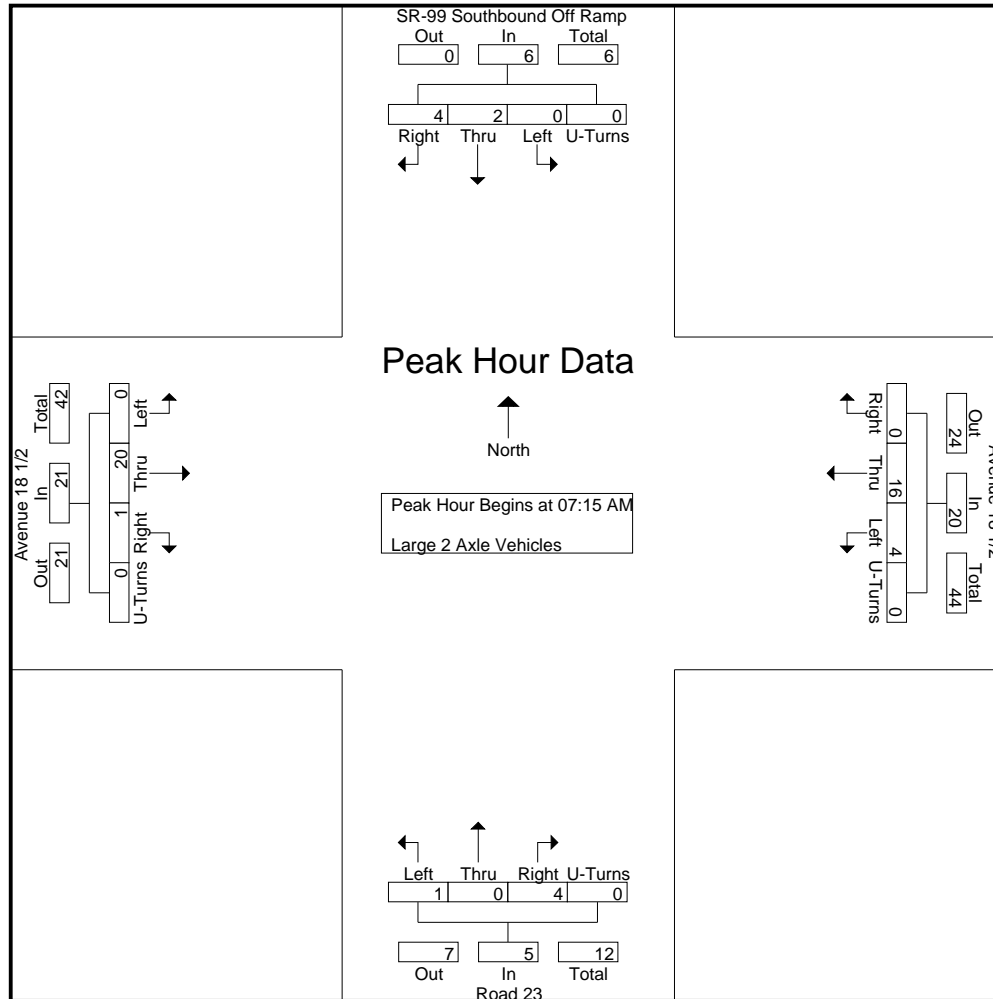 SR-99 Southbound Off Ramp
Out In Total
0 6 6
4 2 0 0
Right Thru Left U-Turns
Peak Hour Data
North
Peak Hour Begins at 07:15 AM
Large 2 Axle Vehicles
Avenue 18 1/2
Out In Total
21 21 42
0 20 1 0
Left Thru Right U-Turns
Out In Total
24 20 44
0 16 4 0
Right Thru Left U-Turns
Left Thru Right U-Turns
1 0 4 0
7 5 12
Out In Total
Road 23